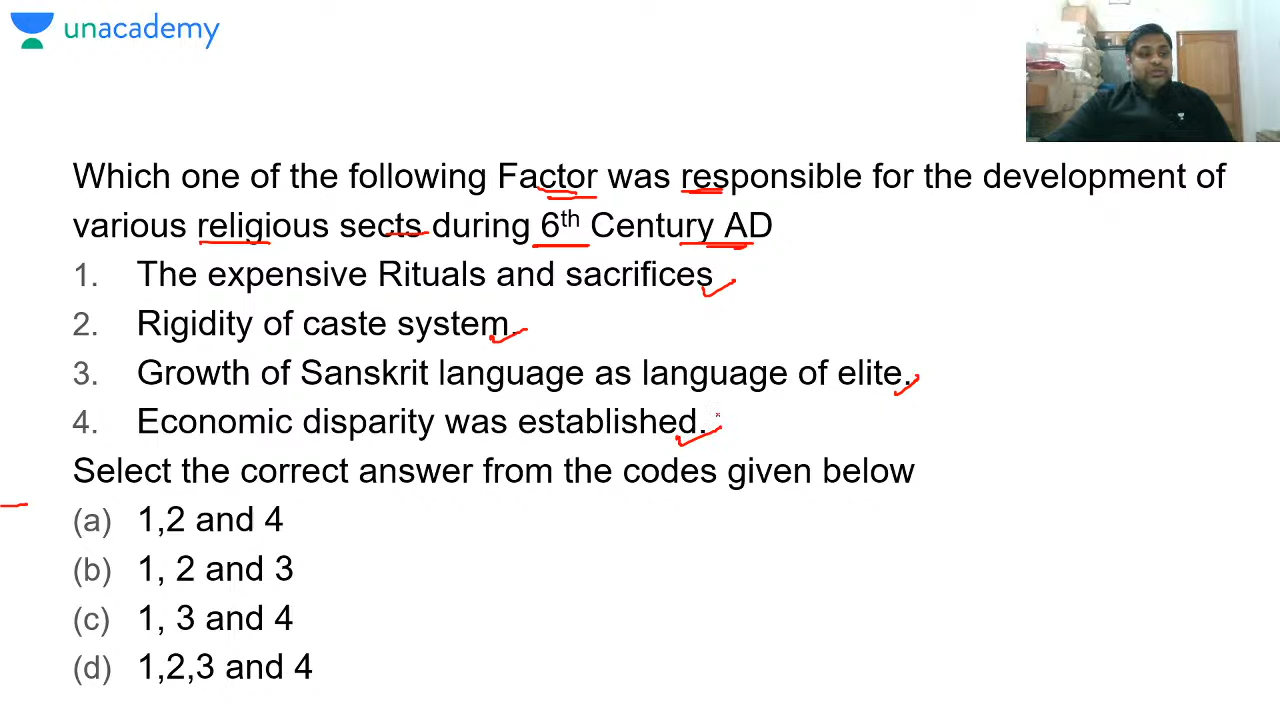 unacademy
Which one of the following Factor was responsible for the development of
various religious sects during 6th Century AD
1. The expensive Rituals and sacrifices
2. Rigidity of caste system.
3. Growth of Sanskrit language as language of elite.
4. Economic disparity was established.
Select the correct answer from the codes given below
(a) 1,2 and 4
(b) 1, 2 and 3
(c) 1, 3 and 4
(d) 1,2,3 and 4